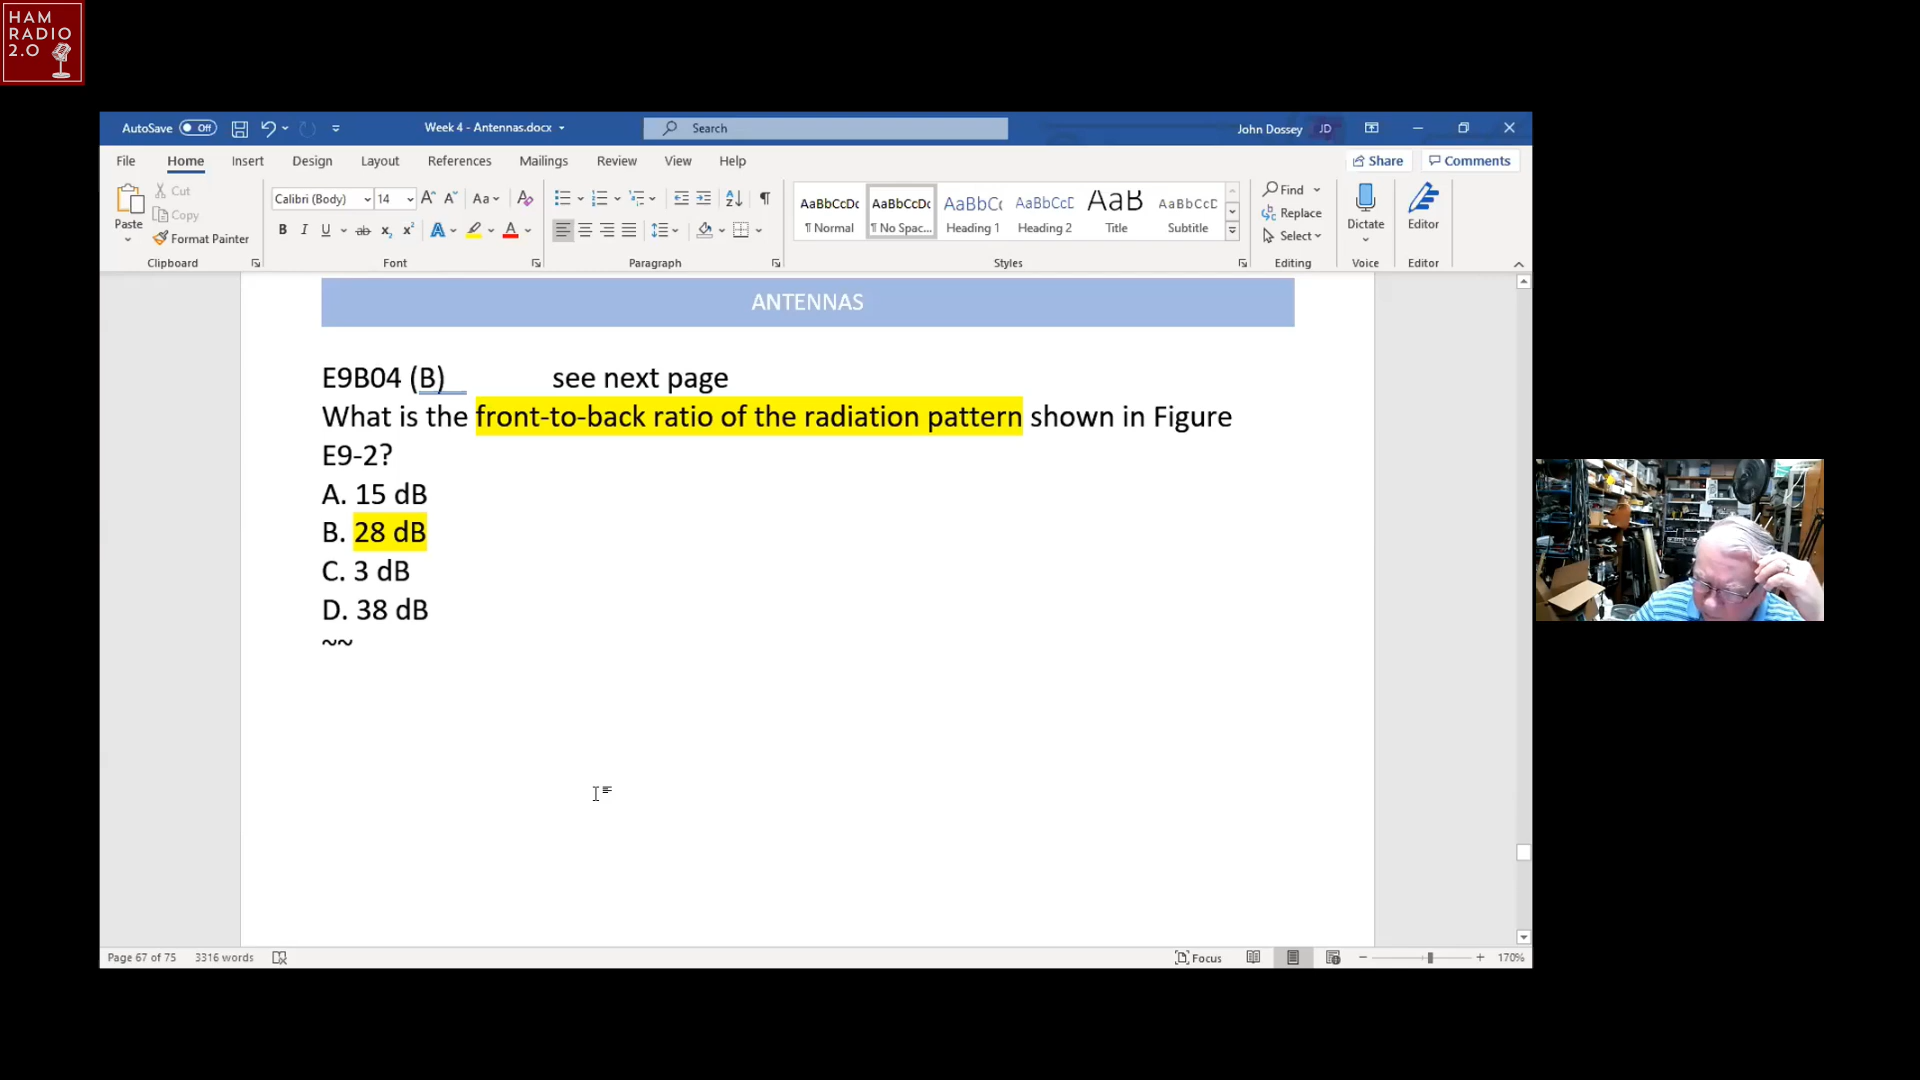 HAM
RADIO
2.0
AutoSave Off
Week 4 - Antennas.docx
Search
John Dossey JD
File Home Insert Design Layout References Mailings Review View Help
Share Comments
Paste
Cut
Copy
Format Painter
Clipboard
Calibri (Body) 14
Font
Paragraph
AaBbCcDc AaBbCcDc AaBbCc AaBbCcD AaB AaBbCcD
¶ Normal ¶ No Spac... Heading 1 Heading 2 Title Subtitle
Styles
Find
Replace
Select
Editing
Dictate
Voice
Editor
Editor
ANTENNAS
E9B04 (B) see next page
What is the front-to-back ratio of the radiation pattern shown in Figure
E9-2?
A. 15 dB
B. 28 dB
C. 3 dB
D. 38 dB
~~
Page 67 of 75 3316 words
Focus
170%